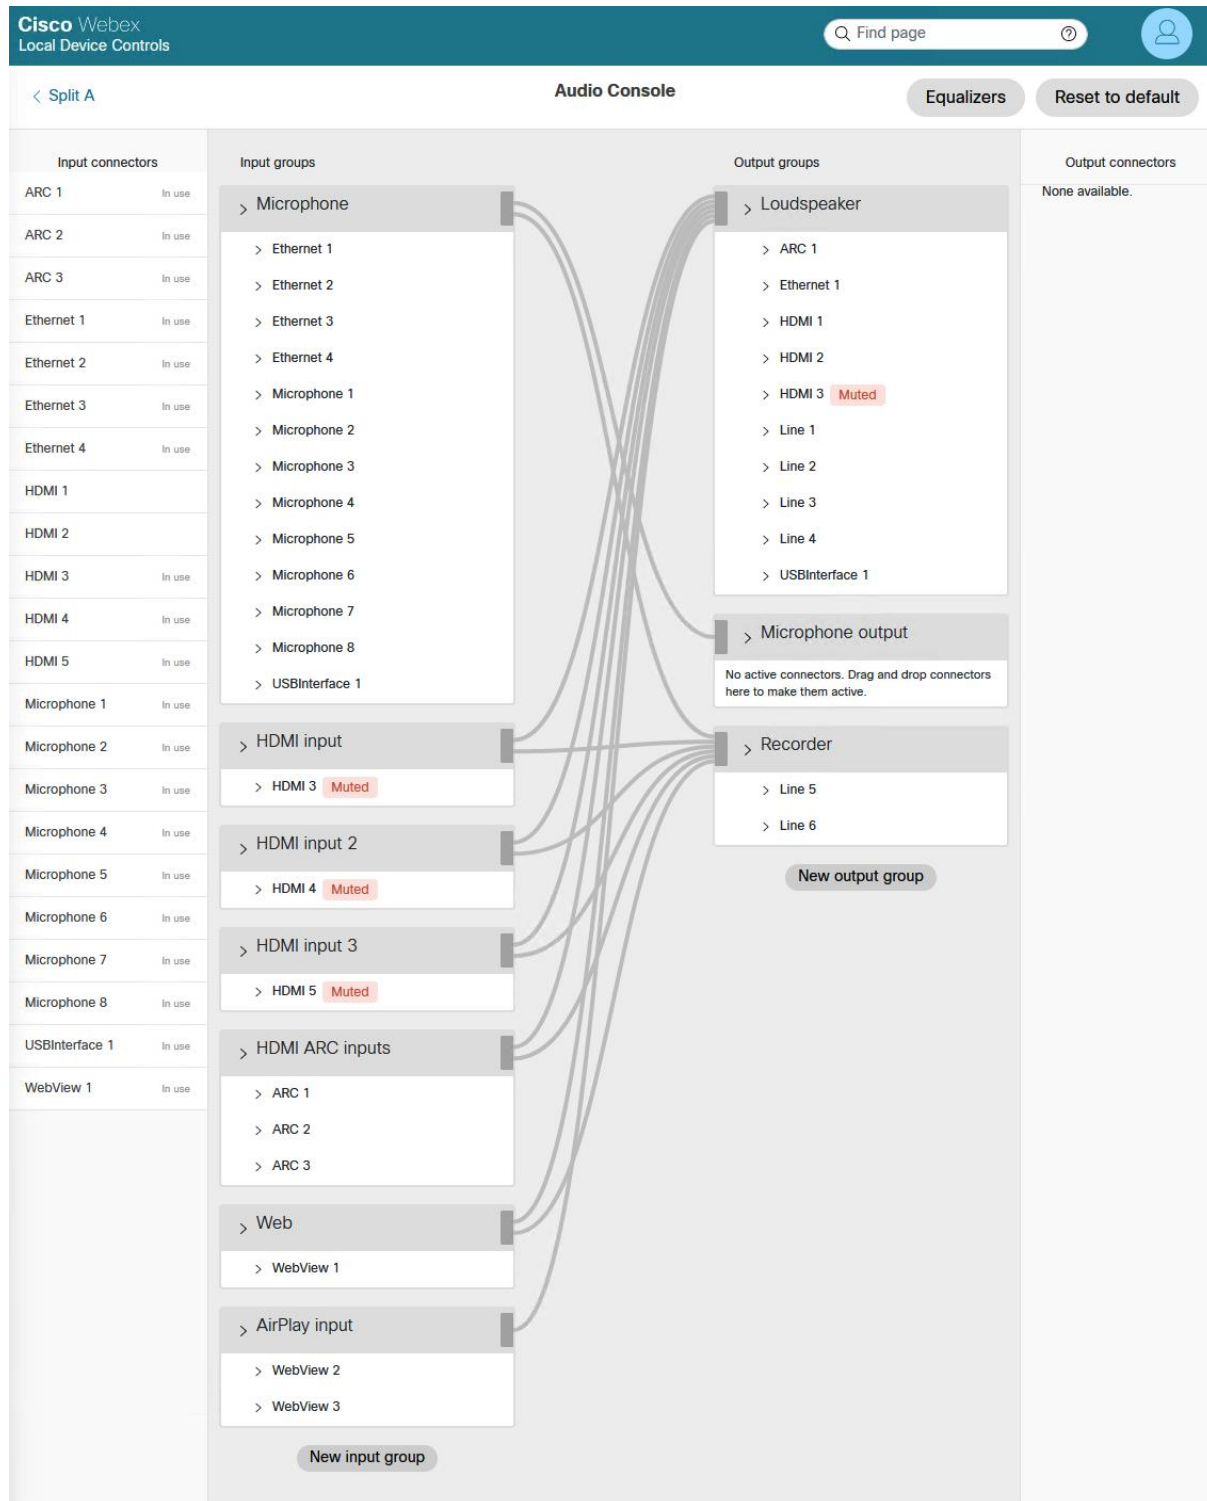 Cisco Webex
Local Device Controls
Find page
Split A
Audio Console
Equalizers
Reset to default
Input connectors
ARC 1 In use
ARC 2 In use
ARC 3 In use
Ethernet 1 In use
Ethernet 2 In use
Ethernet 3 In use
Ethernet 4 In use
HDMI 1
HDMI 2
HDMI 3 In use
HDMI 4 In use
HDMI 5 In use
Microphone 1 In use
Microphone 2 In use
Microphone 3 In use
Microphone 4 In use
Microphone 5 In use
Microphone 6 In use
Microphone 7 In use
Microphone 8 In use
USBInterface 1 In use
WebView 1 In use
Input groups
Microphone
Ethernet 1
Ethernet 2
Ethernet 3
Ethernet 4
Microphone 1
Microphone 2
Microphone 3
Microphone 4
Microphone 5
Microphone 6
Microphone 7
Microphone 8
USBInterface 1
HDMI input
HDMI 3 Muted
HDMI input 2
HDMI 4 Muted
HDMI input 3
HDMI 5 Muted
HDMI ARC inputs
ARC 1
ARC 2
ARC 3
Web
WebView 1
AirPlay input
WebView 2
WebView 3
New input group
Output groups
Loudspeaker
ARC 1
Ethernet 1
HDMI 1
HDMI 2
HDMI 3 Muted
Line 1
Line 2
Line 3
Line 4
USBInterface 1
Microphone output
No active connectors. Drag and drop connectors
here to make them active.
Recorder
Line 5
Line 6
New output group
Output connectors
None available.